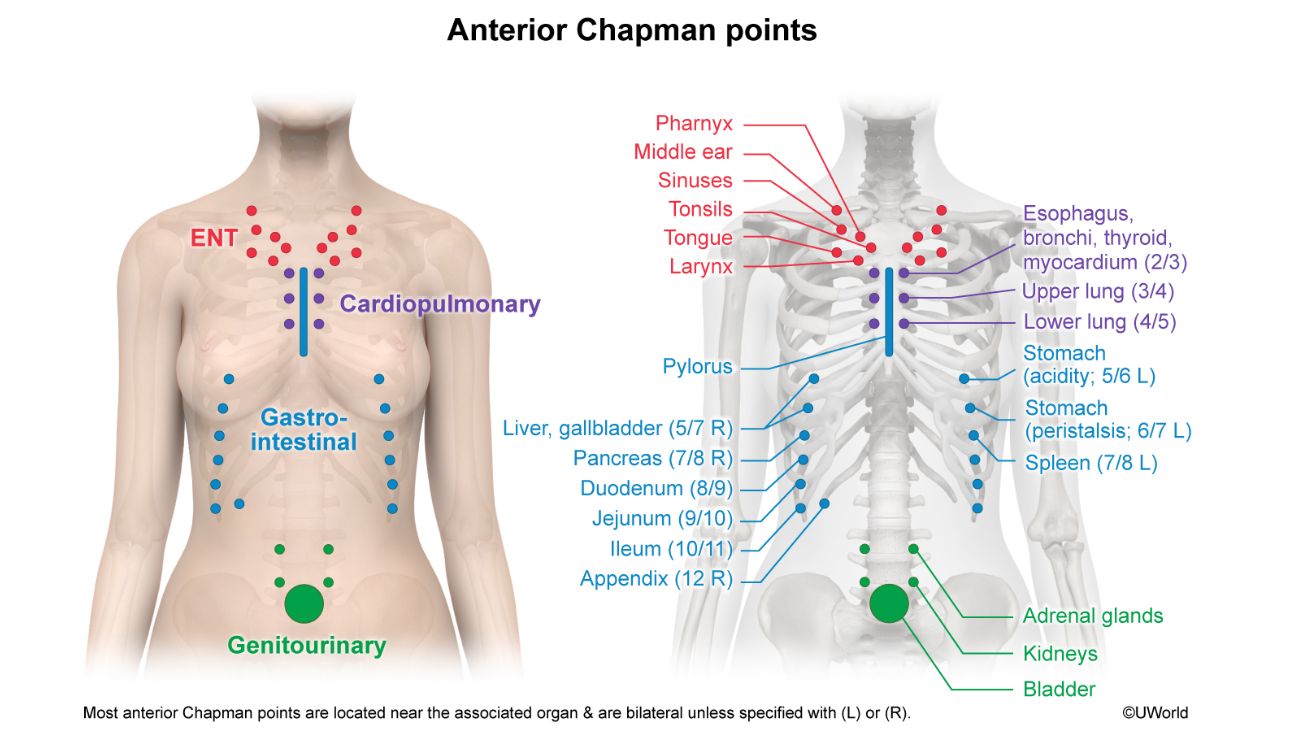 Anterior Chapman points
ENT
Cardiopulmonary
Gastro-
intestinal
Genitourinary
Pharnyx
Middle ear
Sinuses
Tonsils
Tongue
Larynx
Pylorus
Liver, gallbladder (5/7 R)
Pancreas (7/8 R)
Duodenum (8/9)
Jejunum (9/10)
Ileum (10/11)
Appendix (12 R)
Esophagus,
bronchi, thyroid,
myocardium (2/3)
Upper lung (3/4)
Lower lung (4/5)
Stomach
(acidity; 5/6 L)
Stomach
(peristalsis; 6/7 L)
Spleen (7/8 L)
Adrenal glands
Kidneys
Bladder
Most anterior Chapman points are located near the associated organ & are bilateral unless specified with (L) or (R).
©UWorld